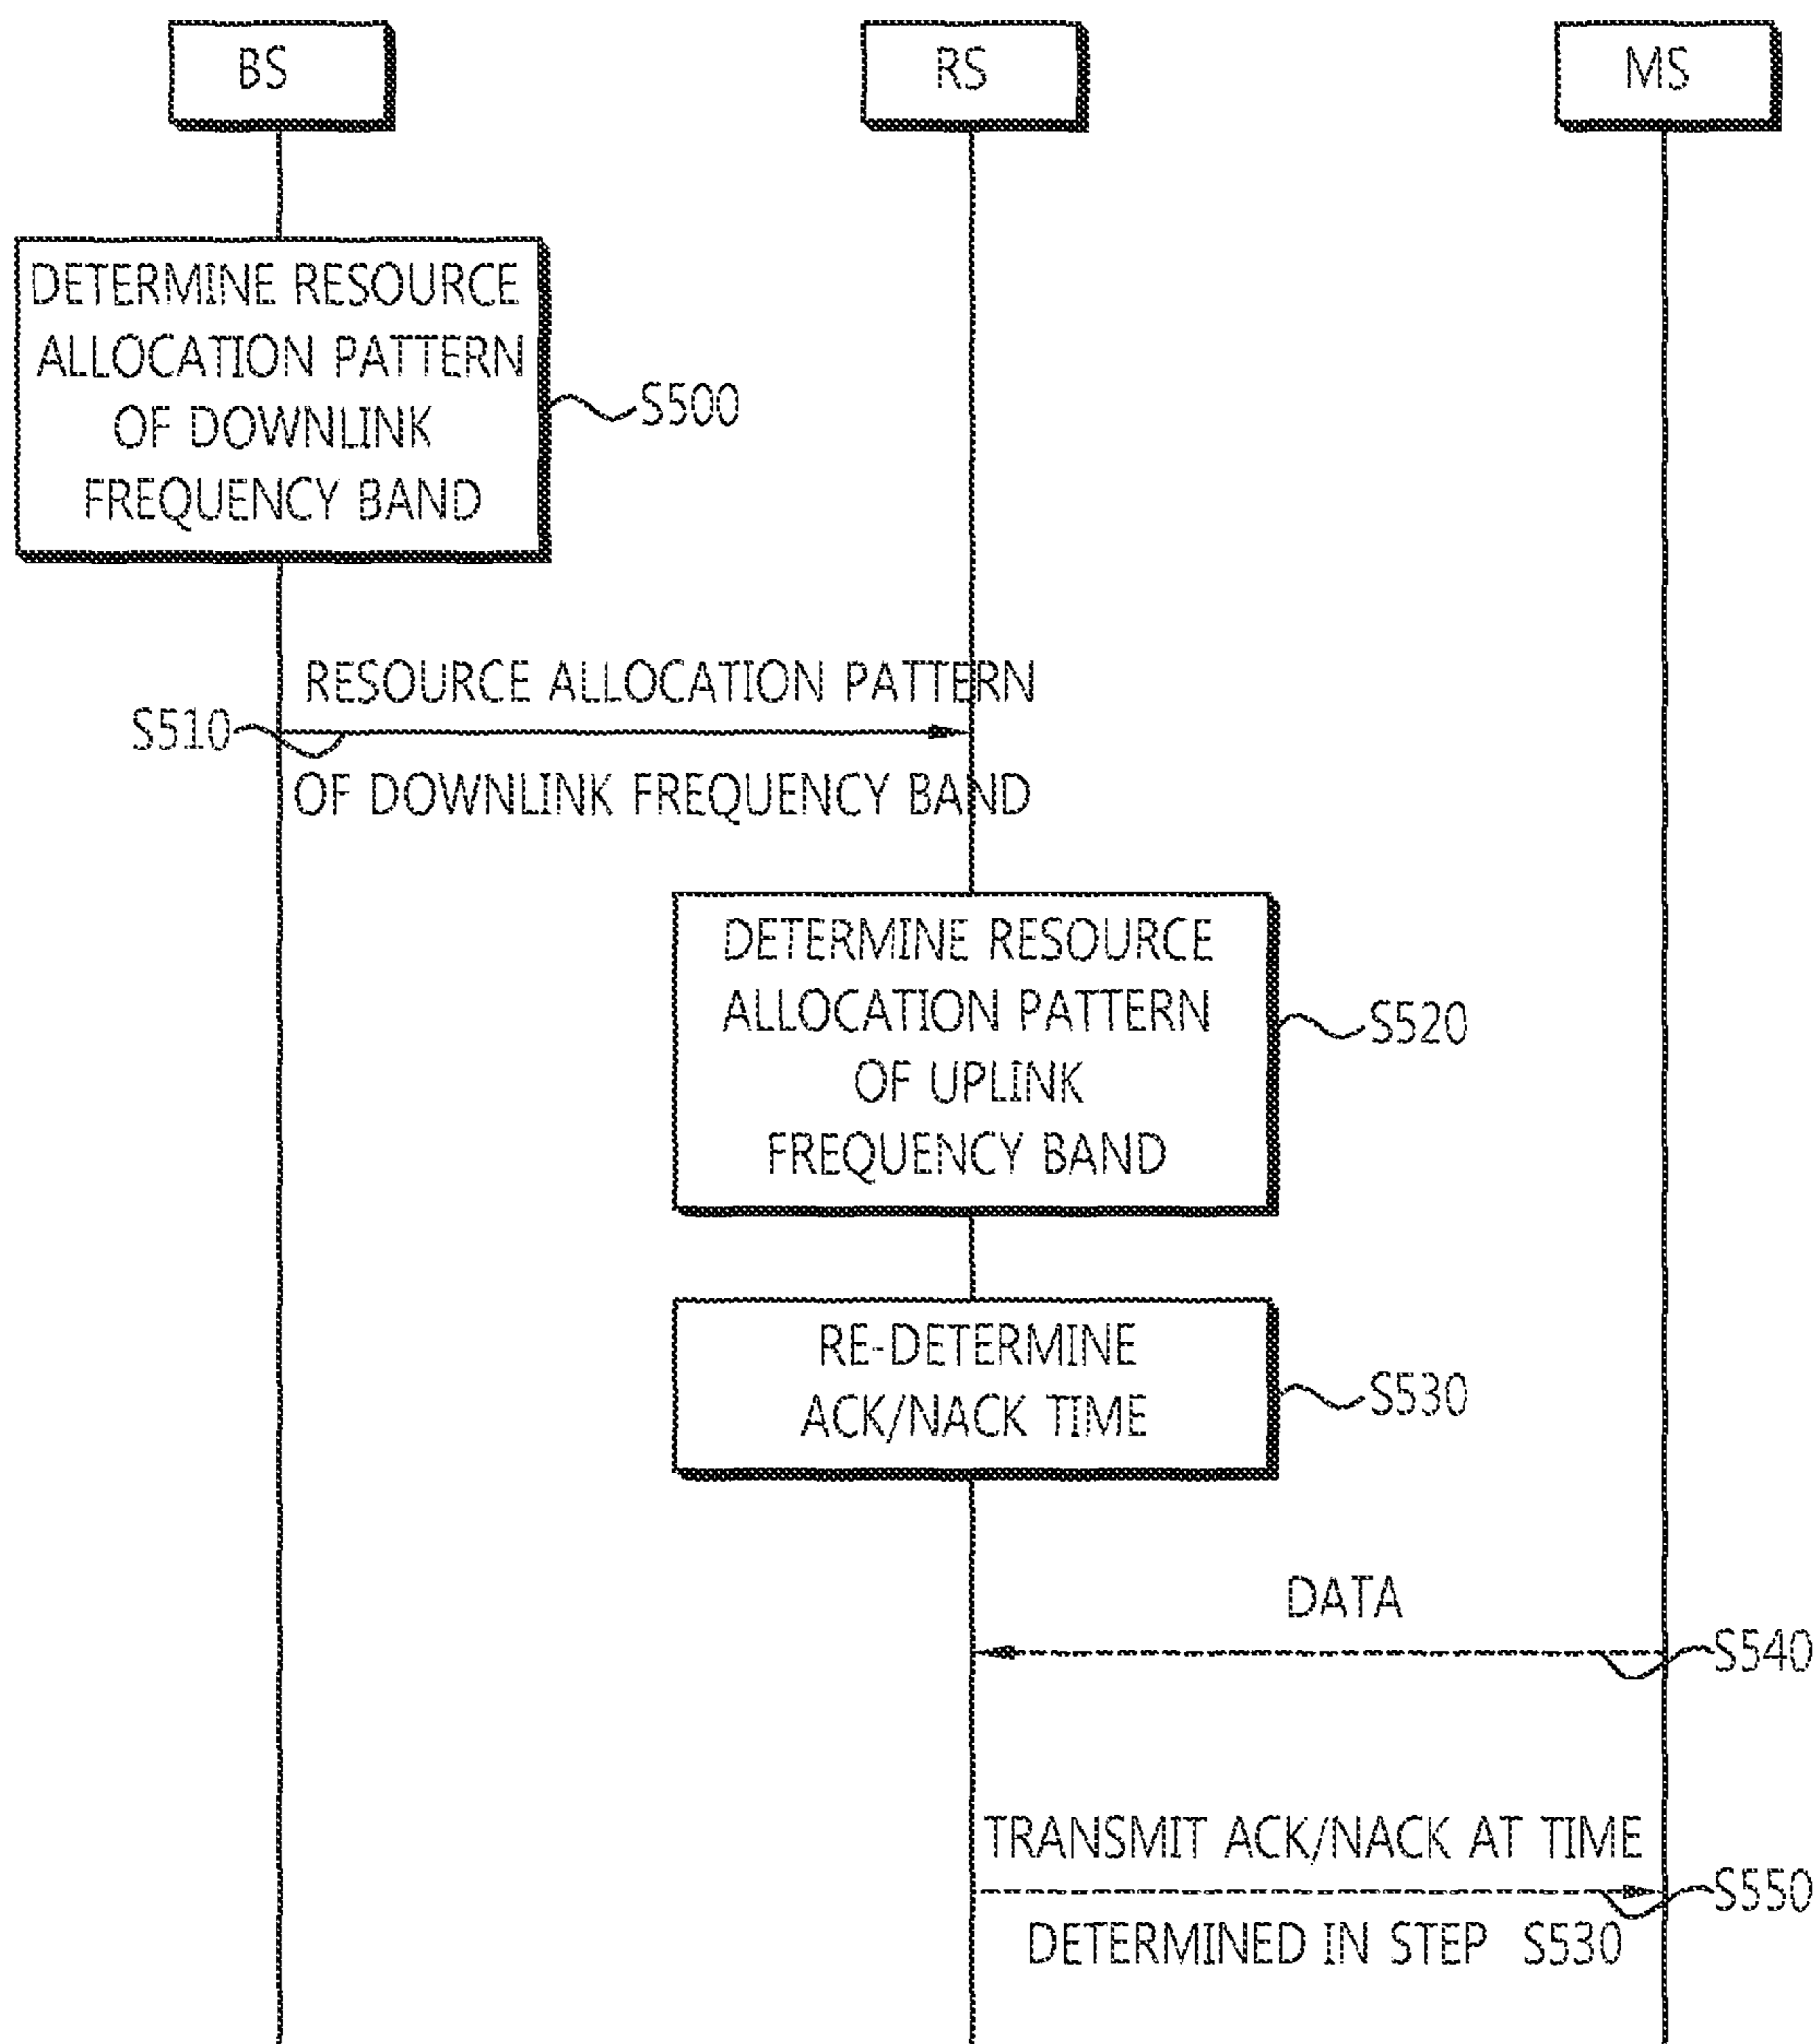 BS
RS
MS
DETERMINE RESOURCE
ALLOCATION PATTERN
OF DOWNLINK
FREQUENCY BAND
S500
RESOURCE ALLOCATION PATTERN
S510
OF DOWNLINK FREQUENCY BAND
DETERMINE RESOURCE
ALLOCATION PATTERN
OF UPLINK
FREQUENCY BAND
S520
RE-DETERMINE
ACK/NACK TIME
S530
DATA
S540
TRANSMIT ACK/NACK AT TIME
S550
DETERMINED IN STEP S530